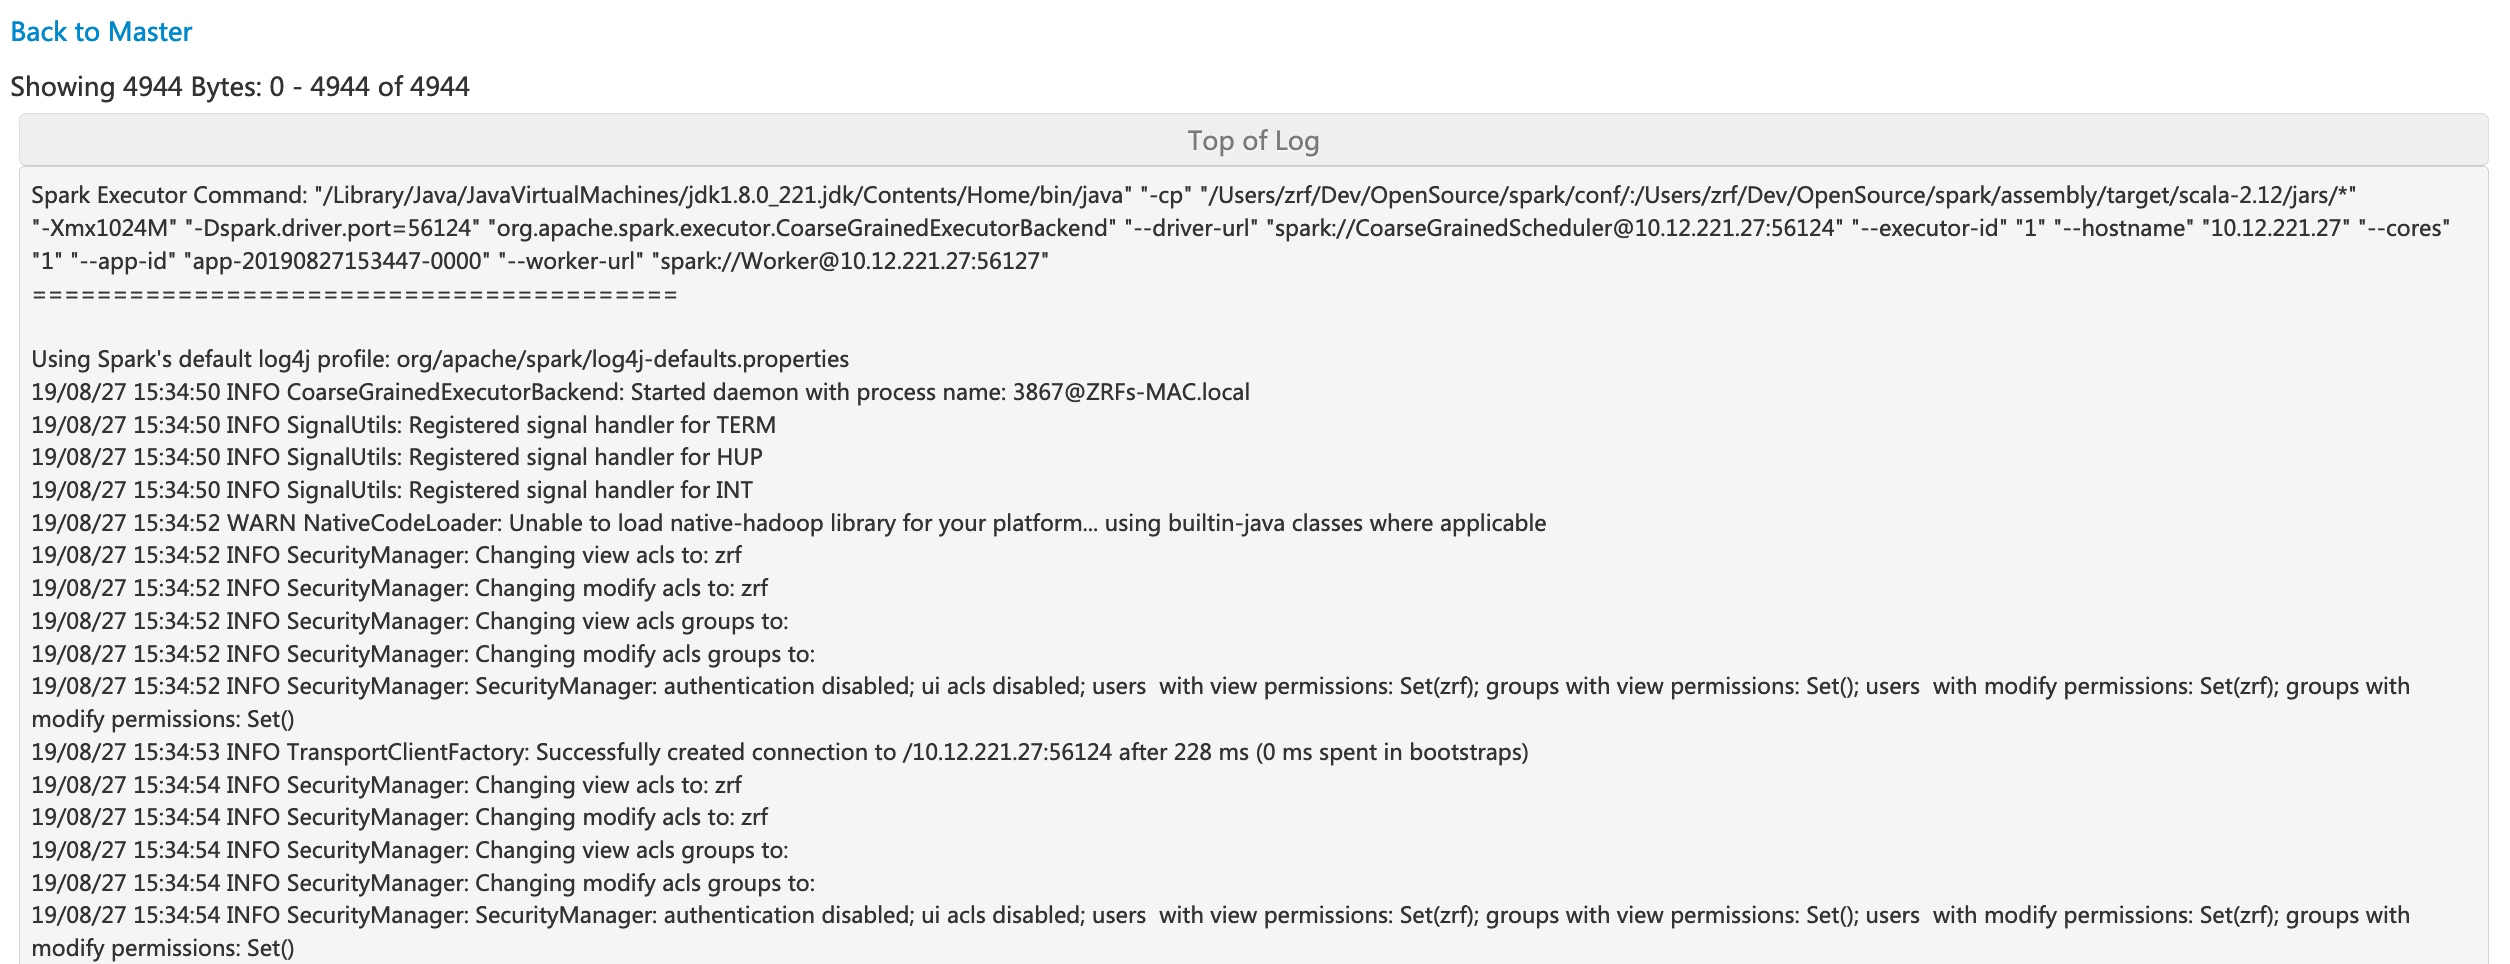 Back to Master
Showing 4944 Bytes: 0 - 4944 of 4944
Top of Log
Spark Executor Command: "/Library/Java/JavaVirtualMachines/jdk1.8.0_221.jdk/Contents/Home/bin/java" "-cp" "/Users/zrf/Dev/OpenSource/spark/conf/:/Users/zrf/Dev/OpenSource/spark/assembly/target/scala-2.12/jars/*"
"-Xmx1024M" "-Dspark.driver.port=56124" "org.apache.spark.executor.CoarseGrainedExecutorBackend" "--driver-url" "spark://CoarseGrainedScheduler@10.12.221.27:56124" "--executor-id" "1" "--hostname" "10.12.221.27" "--cores"
"1" "--app-id" "app-20190827153447-0000" "--worker-url" "spark://Worker@10.12.221.27:56127"
========================================
Using Spark's default log4j profile: org/apache/spark/log4j-defaults.properties
19/08/27 15:34:50 INFO CoarseGrainedExecutorBackend: Started daemon with process name: 3867@ZRFs-MAC.local
19/08/27 15:34:50 INFO SignalUtils: Registered signal handler for TERM
19/08/27 15:34:50 INFO SignalUtils: Registered signal handler for HUP
19/08/27 15:34:50 INFO SignalUtils: Registered signal handler for INT
19/08/27 15:34:52 WARN NativeCodeLoader: Unable to load native-hadoop library for your platform... using builtin-java classes where applicable
19/08/27 15:34:52 INFO SecurityManager: Changing view acls to: zrf
19/08/27 15:34:52 INFO SecurityManager: Changing modify acls to: zrf
19/08/27 15:34:52 INFO SecurityManager: Changing view acls groups to:
19/08/27 15:34:52 INFO SecurityManager: Changing modify acls groups to:
19/08/27 15:34:52 INFO SecurityManager: SecurityManager: authentication disabled; ui acls disabled; users  with view permissions: Set(zrf); groups with view permissions: Set(); users  with modify permissions: Set(zrf); groups with
modify permissions: Set()
19/08/27 15:34:53 INFO TransportClientFactory: Successfully created connection to /10.12.221.27:56124 after 228 ms (0 ms spent in bootstraps)
19/08/27 15:34:54 INFO SecurityManager: Changing view acls to: zrf
19/08/27 15:34:54 INFO SecurityManager: Changing modify acls to: zrf
19/08/27 15:34:54 INFO SecurityManager: Changing view acls groups to:
19/08/27 15:34:54 INFO SecurityManager: Changing modify acls groups to:
19/08/27 15:34:54 INFO SecurityManager: SecurityManager: authentication disabled; ui acls disabled; users  with view permissions: Set(zrf); groups with view permissions: Set(); users  with modify permissions: Set(zrf); groups with
modify permissions: Set()